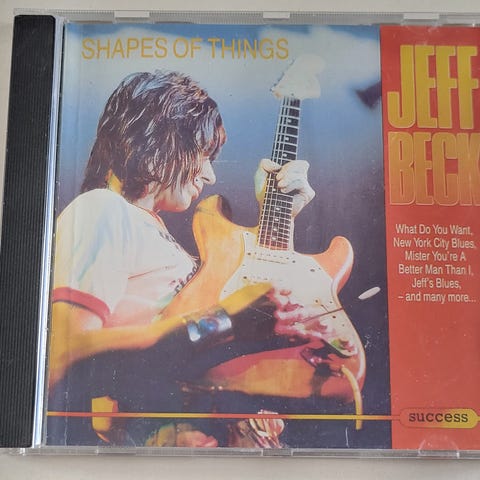 SHAPES OF THINGS
JEFF
BECK
What Do You Want,
New York City Blues,
Mister You're A
Better Man Than I,
Jeff's Blues,
– and many more...
success